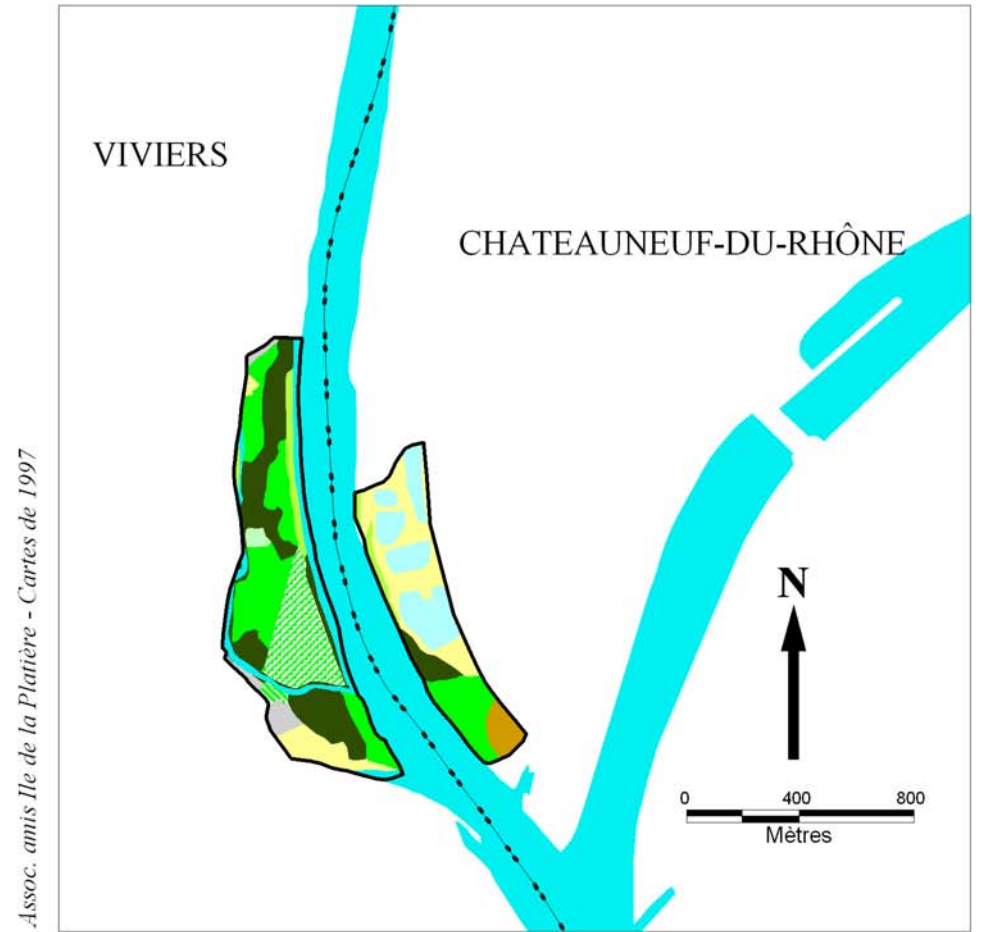 VIVIERS
CHATEAUNEUF-DU-RHÔNE
Assoc. amis Ile de la Platière - Cartes de 1997
N
0 400 800
Mètres